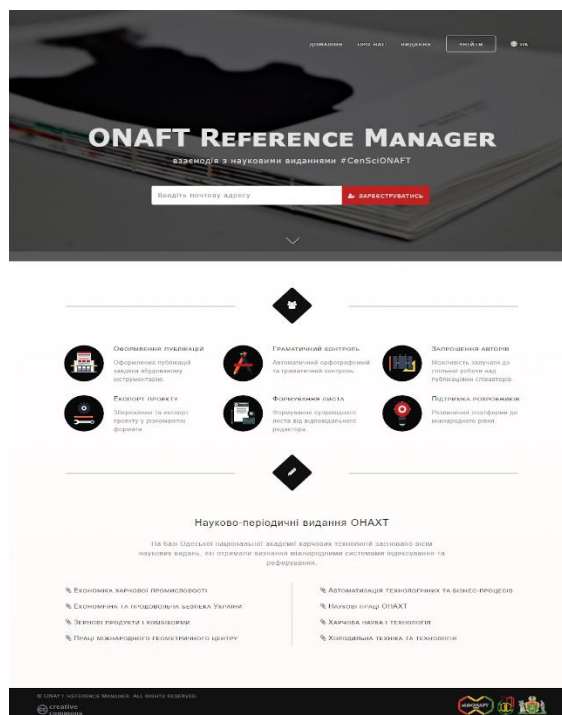 ДОМАШНЯ ПРО НАС ВИДАННЯ УВІЙТИ UA
ONAFT REFERENCE MANAGER
взаємодія з науковими виданнями #CenSciONAFT
Введіть почтову адресу
ЗАРЕЄСТРУВАТИСЬ
ОФОРМЛЕННЯ ПУБЛІКАЦІЙ
Оформлення публікацій
завдяки вбудованому
інструментарію.
ГРАМАТИЧНИЙ КОНТРОЛЬ
Автоматичний орфографічний
та граматичний контроль.
ЗАПРОШЕННЯ АВТОРІВ
Можливість залучати до
спільної роботи над
публікаціями співавторів.
ЕКСПОРТ ПРОЕКТУ
Збереження та експорт
проекту у різноманітні
формати.
ФОРМУВАННЯ ЛИСТА
Формування супровідного
листа від відповідального
редактора.
ПІДТРИМКА РОЗРОБНИКІВ
Розвинення платформи до
міжнародного рівня.
Науково-періодичні видання ОНАХТ
На базі Одеської національної академії харчових технологій засновано вісім
наукових видань, які отримали визнання міжнародними системами індексування та
реферування.
ЕКОНОМІКА ХАРЧОВОЇ ПРОМИСЛОВОСТІ
ЕКОНОМІЧНА ТА ПРОДОВОЛЬЧА БЕЗПЕКА УКРАЇНИ
ЗЕРНОВІ ПРОДУКТИ І КОМБІКОРМИ
ПРАЦІ МІЖНАРОДНОГО ГЕОМЕТРИЧНОГО ЦЕНТРУ
АВТОМАТИЗАЦІЯ ТЕХНОЛОГІЧНИХ ТА БІЗНЕС-ПРОЦЕСІВ
НАУКОВІ ПРАЦІ ОНАХТ
ХАРЧОВА НАУКА І ТЕХНОЛОГІЯ
ХОЛОДИЛЬНА ТЕХНІКА ТА ТЕХНОЛОГІЯ
© ONAFT REFERENCE MANAGER. ALL RIGHTS RESERVED
creative
commons